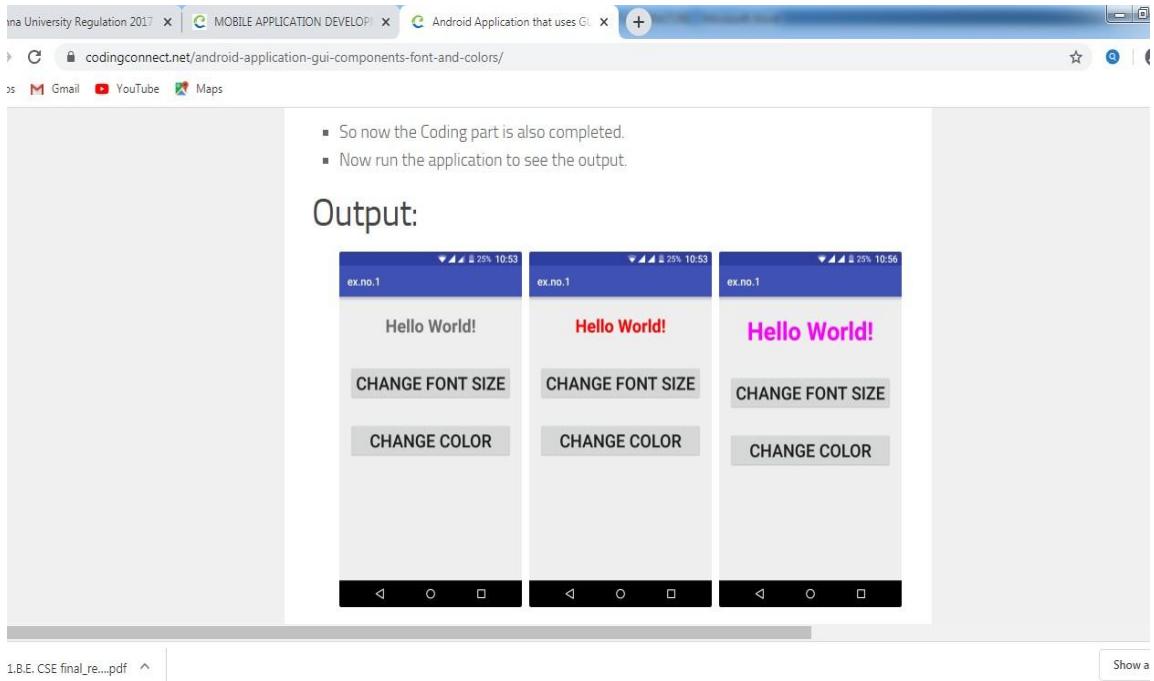 nna University Regulation 2017 MOBILE APPLICATION DEVELOP Android Application that uses GU
codingconnect.net/android-application-gui-components-font-and-colors/
os Gmail YouTube Maps
So now the Coding part is also completed.
Now run the application to see the output.
Output:
25% 10:53 25% 10:53 25% 10:56
ex.no.1 ex.no.1 ex.no.1
Hello World! Hello World! Hello World!
CHANGE FONT SIZE CHANGE FONT SIZE CHANGE FONT SIZE
CHANGE COLOR CHANGE COLOR CHANGE COLOR
1.B.E. CSE final_re....pdf Show a